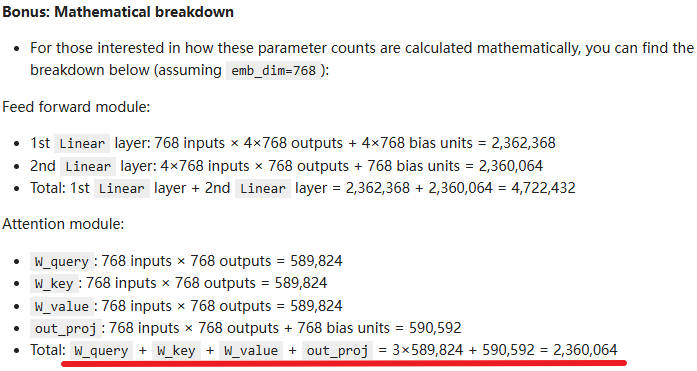 Bonus: Mathematical breakdown
• For those interested in how these parameter counts are calculated mathematically, you can find the
breakdown below (assuming emb_dim=768 ):
Feed forward module:
• 1st Linear layer: 768 inputs × 4×768 outputs + 4×768 bias units = 2,362,368
• 2nd Linear layer: 4×768 inputs × 768 outputs + 768 bias units = 2,360,064
• Total: 1st Linear layer + 2nd Linear layer = 2,362,368 + 2,360,064 = 4,722,432
Attention module:
• W_query : 768 inputs × 768 outputs = 589,824
• W_key : 768 inputs × 768 outputs = 589,824
• W_value : 768 inputs × 768 outputs = 589,824
• out_proj : 768 inputs × 768 outputs + 768 bias units = 590,592
• Total: W_query + W_key + W_value + out_proj = 3×589,824 + 590,592 = 2,360,064